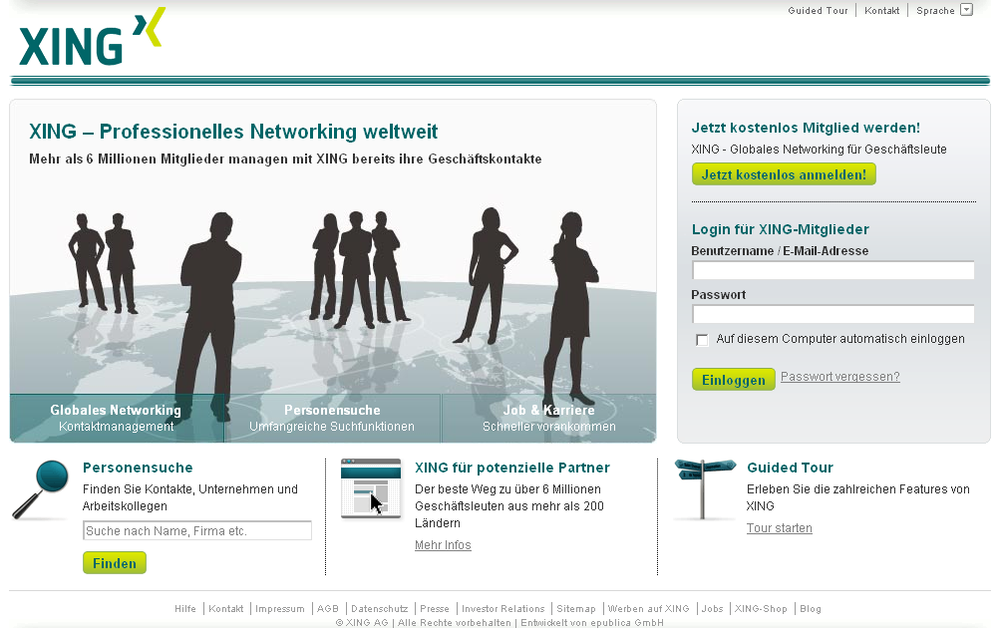 Guided Tour | Kontakt | Sprache
XING
XING – Professionelles Networking weltweit
Mehr als 6 Millionen Mitglieder managen mit XING bereits ihre Geschäftskontakte
Globales Networking
Kontaktmanagement
Personensuche
Umfangreiche Suchfunktionen
Job & Karriere
Schneller vorankommen
Jetzt kostenlos Mitglied werden!
XING - Globales Networking für Geschäftsleute
Jetzt kostenlos anmelden!
Login für XING-Mitglieder
Benutzername / E-Mail-Adresse
Passwort
Auf diesem Computer automatisch einloggen
Einloggen Passwort vergessen?
Personensuche
Finden Sie Kontakte, Unternehmen und
Arbeitskollegen
Suche nach Name, Firma etc.
Finden
XING für potenzielle Partner
Der beste Weg zu über 6 Millionen
Geschäftsleuten aus mehr als 200
Ländern
Mehr Infos
Guided Tour
Erleben Sie die zahlreichen Features von
XING
Tour starten
Hilfe | Kontakt | Impressum | AGB | Datenschutz | Presse | Investor Relations | Sitemap | Werben auf XING | Jobs | XING-Shop | Blog
© XING AG | Alle Rechte vorbehalten | Entwickelt von epublica GmbH